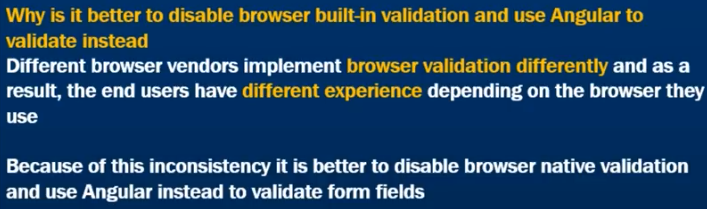 Why is it better to disable browser built-in validation and use Angular to
validate instead
Different browser vendors implement browser validation differently and as a
result, the end users have different experience depending on the browser they
use
Because of this inconsistency it is better to disable browser native validation
and use Angular instead to validate form fields